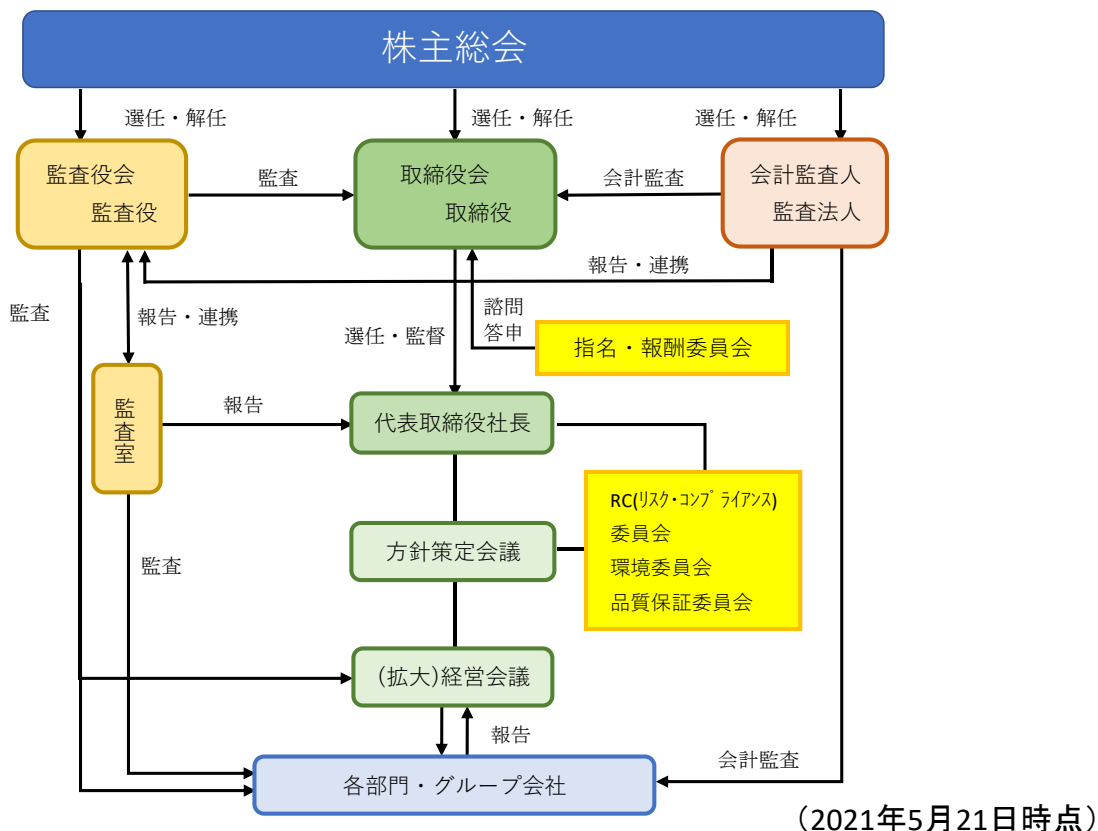 株主総会
選任・解任
選任・解任
選任・解任
監査役会
監査役
監査
取締役会
取締役
会計監査
会計監査人
監査法人
報告・連携
監査
報告・連携
選任・監督
諮問
答申
指名・報酬委員会
監査室
報告
代表取締役社長
RC(ﾘｽｸ・ｺﾝﾌﾟﾗｲｱﾝｽ)
委員会
環境委員会
品質保証委員会
方針策定会議
監査
(拡大)経営会議
報告
会計監査
各部門・グループ会社
（2021年5月21日時点）